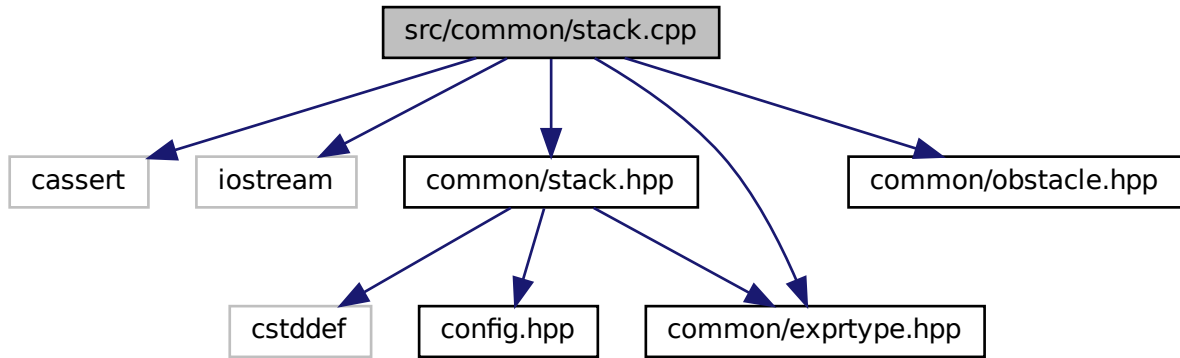 src/common/stack.cpp
cassert
iostream
common/stack.hpp
common/obstacle.hpp
cstddef
config.hpp
common/exprtype.hpp